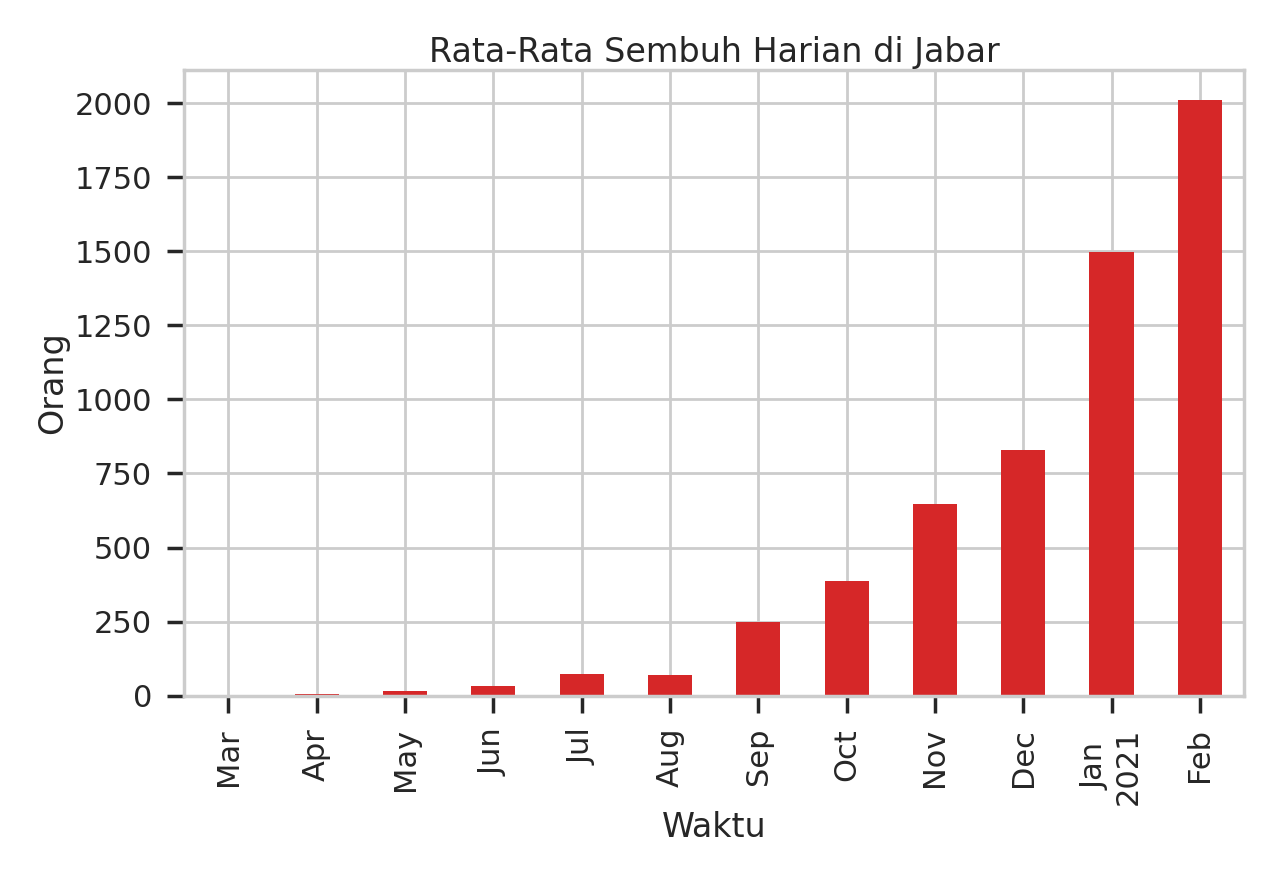 Rata-Rata Sembuh Harian di Jabar
Orang
2000
1750
1500
1250
1000
750
500
250
0
Mar
Apr
May
Jun
Jul
Aug
Sep
Oct
Nov
Dec
Jan
2021
Feb
Waktu